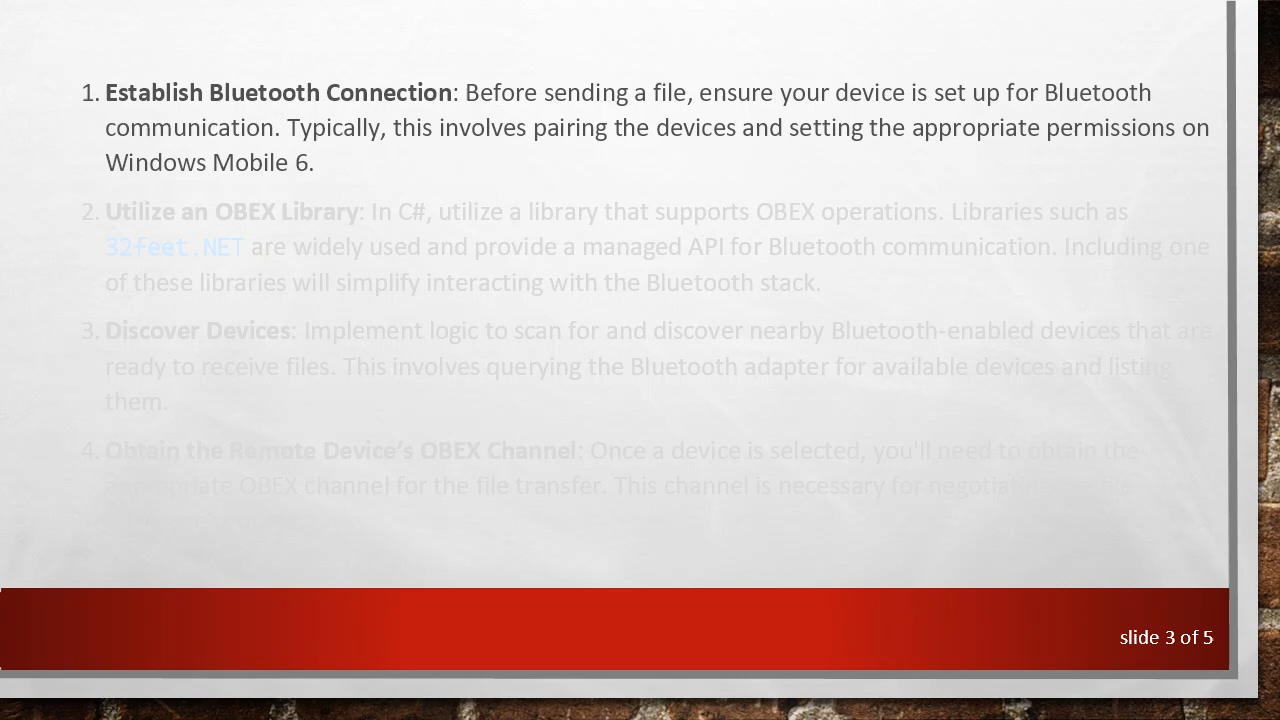 1. Establish Bluetooth Connection: Before sending a file, ensure your device is set up for Bluetooth
communication. Typically, this involves pairing the devices and setting the appropriate permissions on
Windows Mobile 6.
2. Utilize an OBEX Library: In C#, utilize a library that supports OBEX operations. Libraries such as
32feet.NET are widely used and provide a managed API for Bluetooth communication. Including one
of these libraries will simplify interacting with the Bluetooth stack.
3. Discover Devices: Implement logic to scan for and discover nearby Bluetooth-enabled devices that are
ready to receive files. This involves querying the Bluetooth adapter for available devices and listing
them.
4. Obtain the Remote Device’s OBEX Channel: Once a device is selected, you'll need to obtain the
appropriate OBEX channel for the file transfer. This channel is necessary for negotiating the file
slide 3 of 5